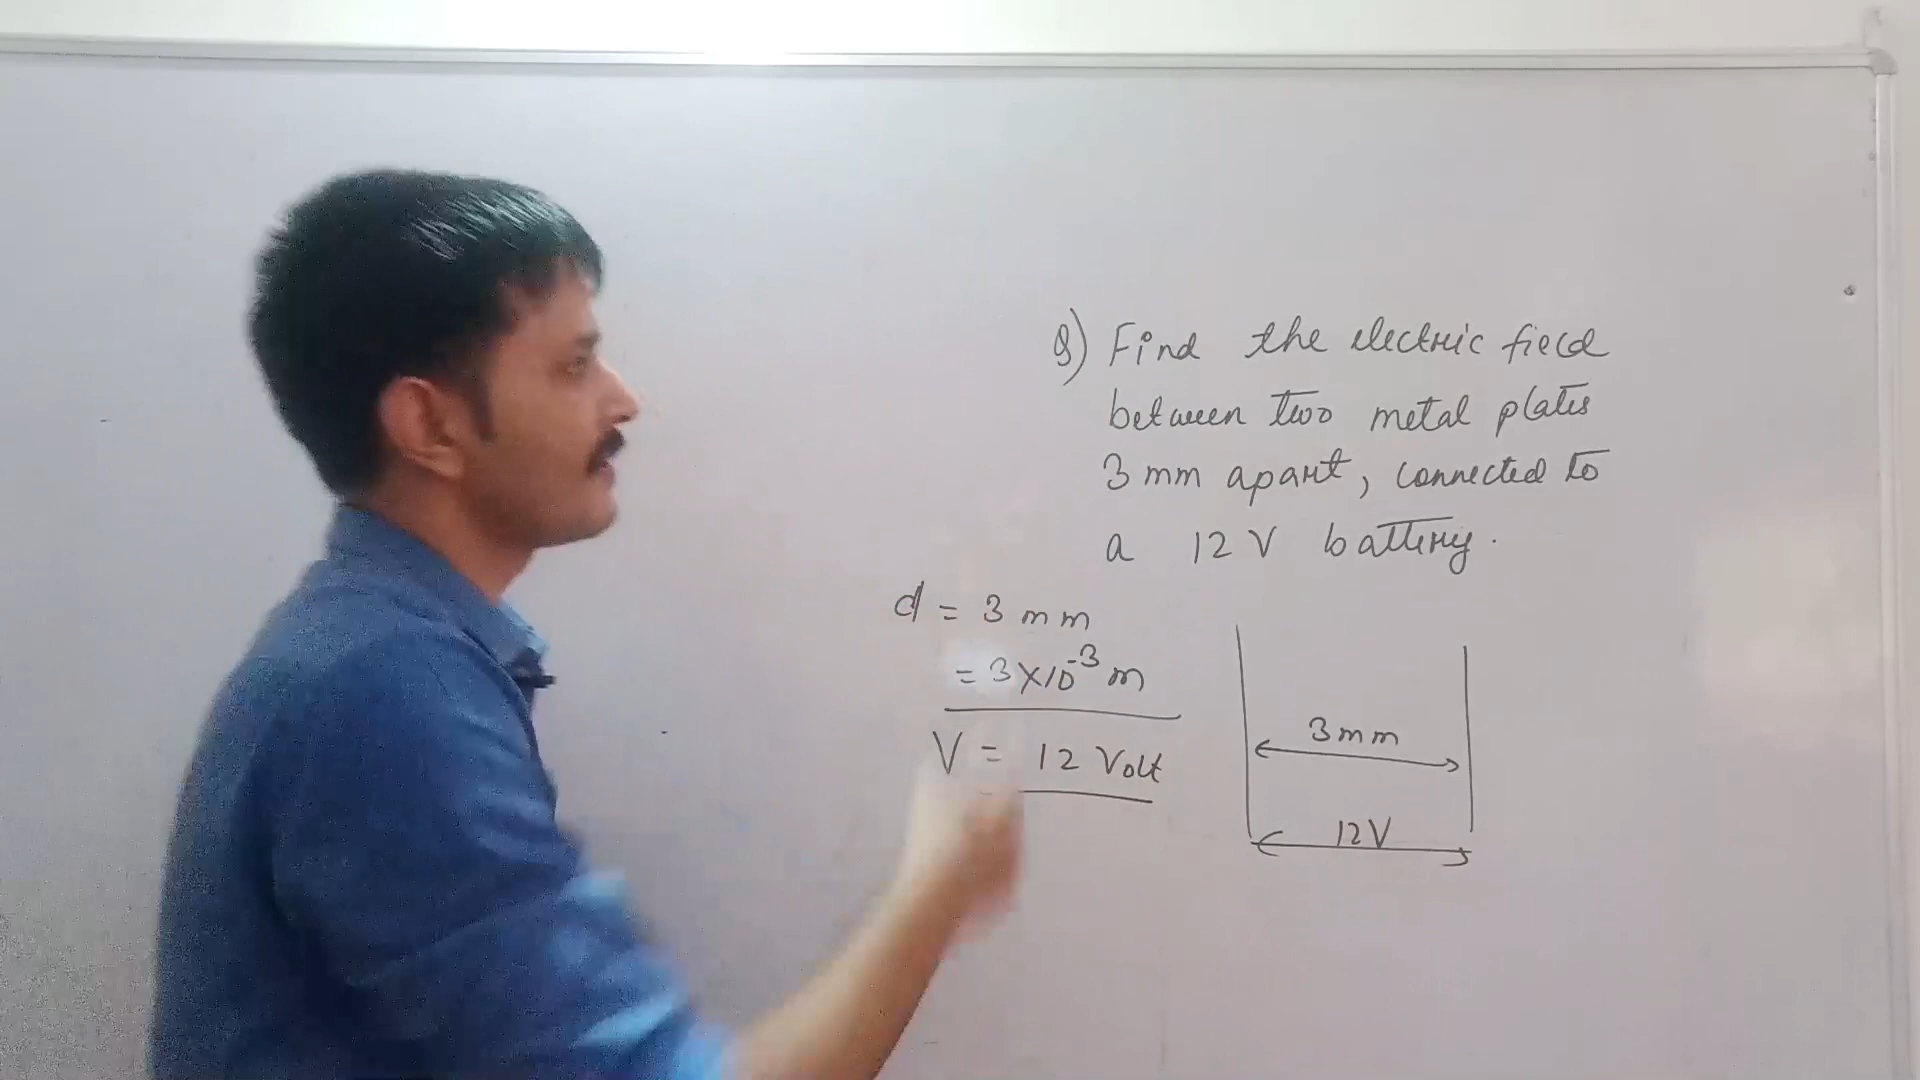 Q) Find the electric field
between two metal plates
3 mm apart, connected to
a 12 V battery.
d = 3 mm
= 3×10⁻³ m
V = 12 Volt
3mm
12V